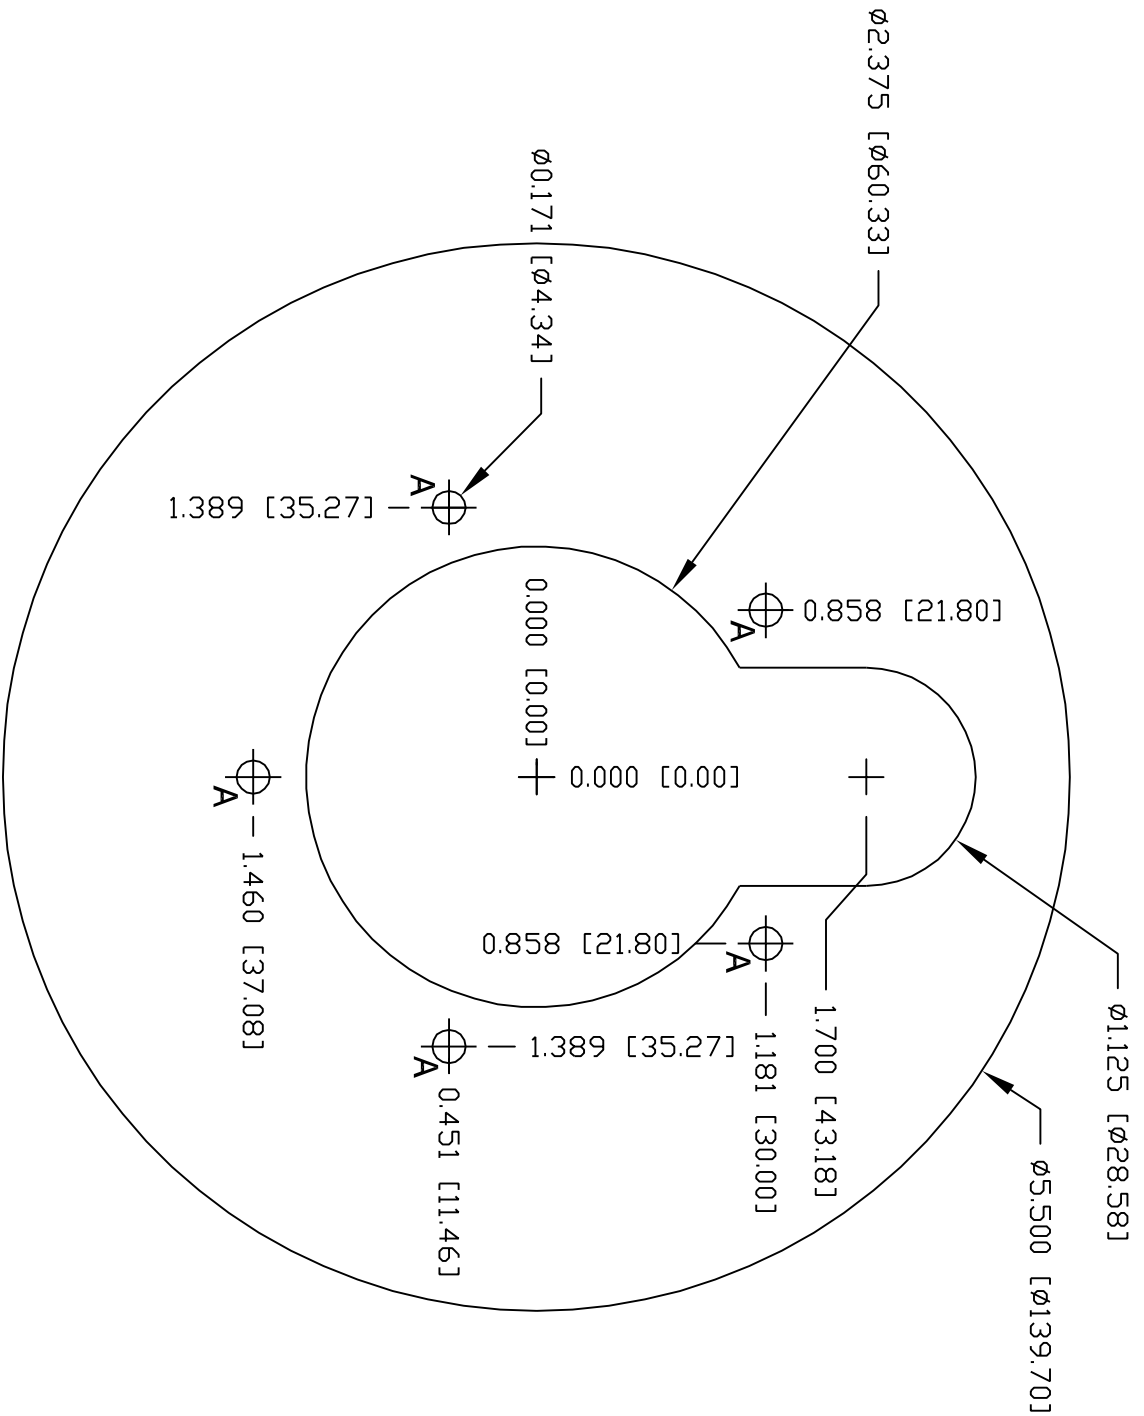 Ø2.375 [Ø60.33]
Ø0.171 [Ø4.34]
A
1.389 [35.27]
0.858 [21.80]
A
0.000 [0.00]
0.000 [0.00]
A
1.460 [37.08]
0.858 [21.80]
A
1.389 [35.27]
A
0.451 [11.46]
1.181 [30.00]
1.700 [43.18]
Ø1.125 [Ø28.58]
Ø5.500 [Ø139.70]